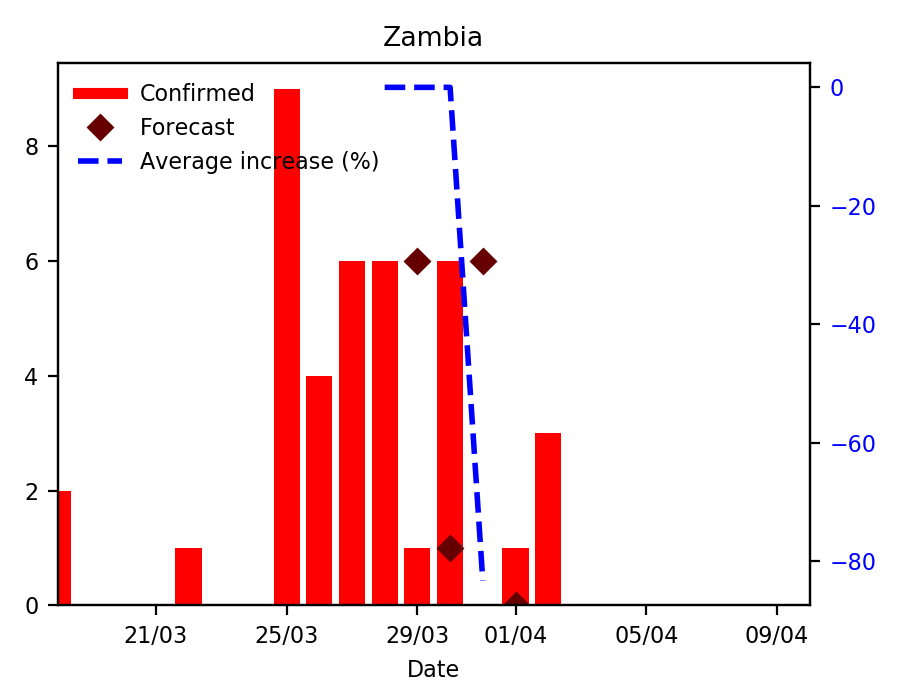 Zambia
Confirmed
Forecast
Average increase (%)
8
6
4
2
0
0
−20
−40
−60
−80
21/03 25/03 29/03 01/04 05/04 09/04
Date